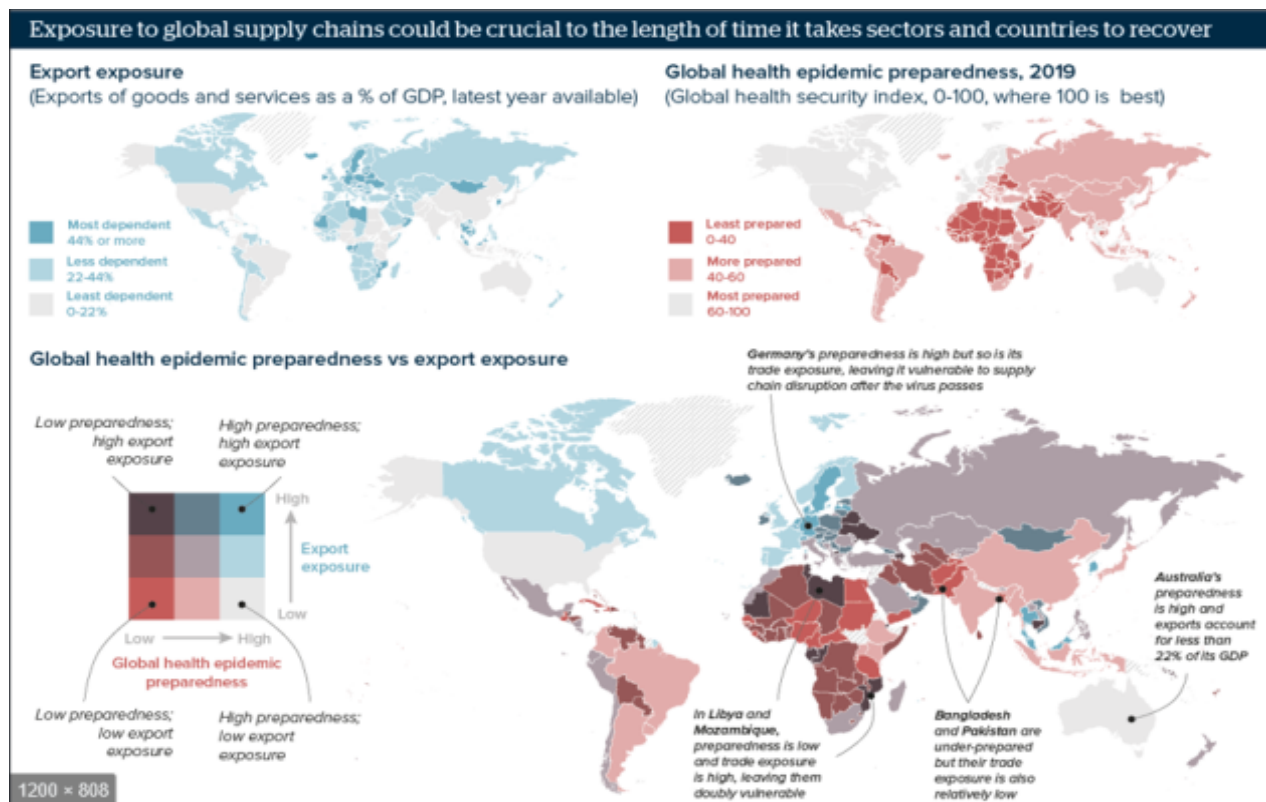 Exposure to global supply chains could be crucial to the length of time it takes sectors and countries to recover
Export exposure
(Exports of goods and services as a % of GDP, latest year available)
Most dependent
44% or more
Less dependent
22-44%
Least dependent
0-22%
Global health epidemic preparedness, 2019
(Global health security index, 0-100, where 100 is best)
Least prepared
0-40
More prepared
40-60
Most prepared
60-100
Global health epidemic preparedness vs export exposure
Low preparedness;
high export
exposure
High preparedness;
high export
exposure
High
Export
exposure
Low
Low
High
Global health epidemic
preparedness
Low preparedness;
low export
exposure
High preparedness;
low export
exposure
Germany's preparedness is high but so is its
trade exposure, leaving it vulnerable to supply
chain disruption after the virus passes
In Libya and
Mozambique,
preparedness is low
and trade exposure
is high, leaving them
doubly vulnerable
Bangladesh
and Pakistan are
under-prepared
but their trade
exposure is also
relatively low
Australia's
preparedness
is high and
exports account
for less than
22% of its GDP
1200 × 808